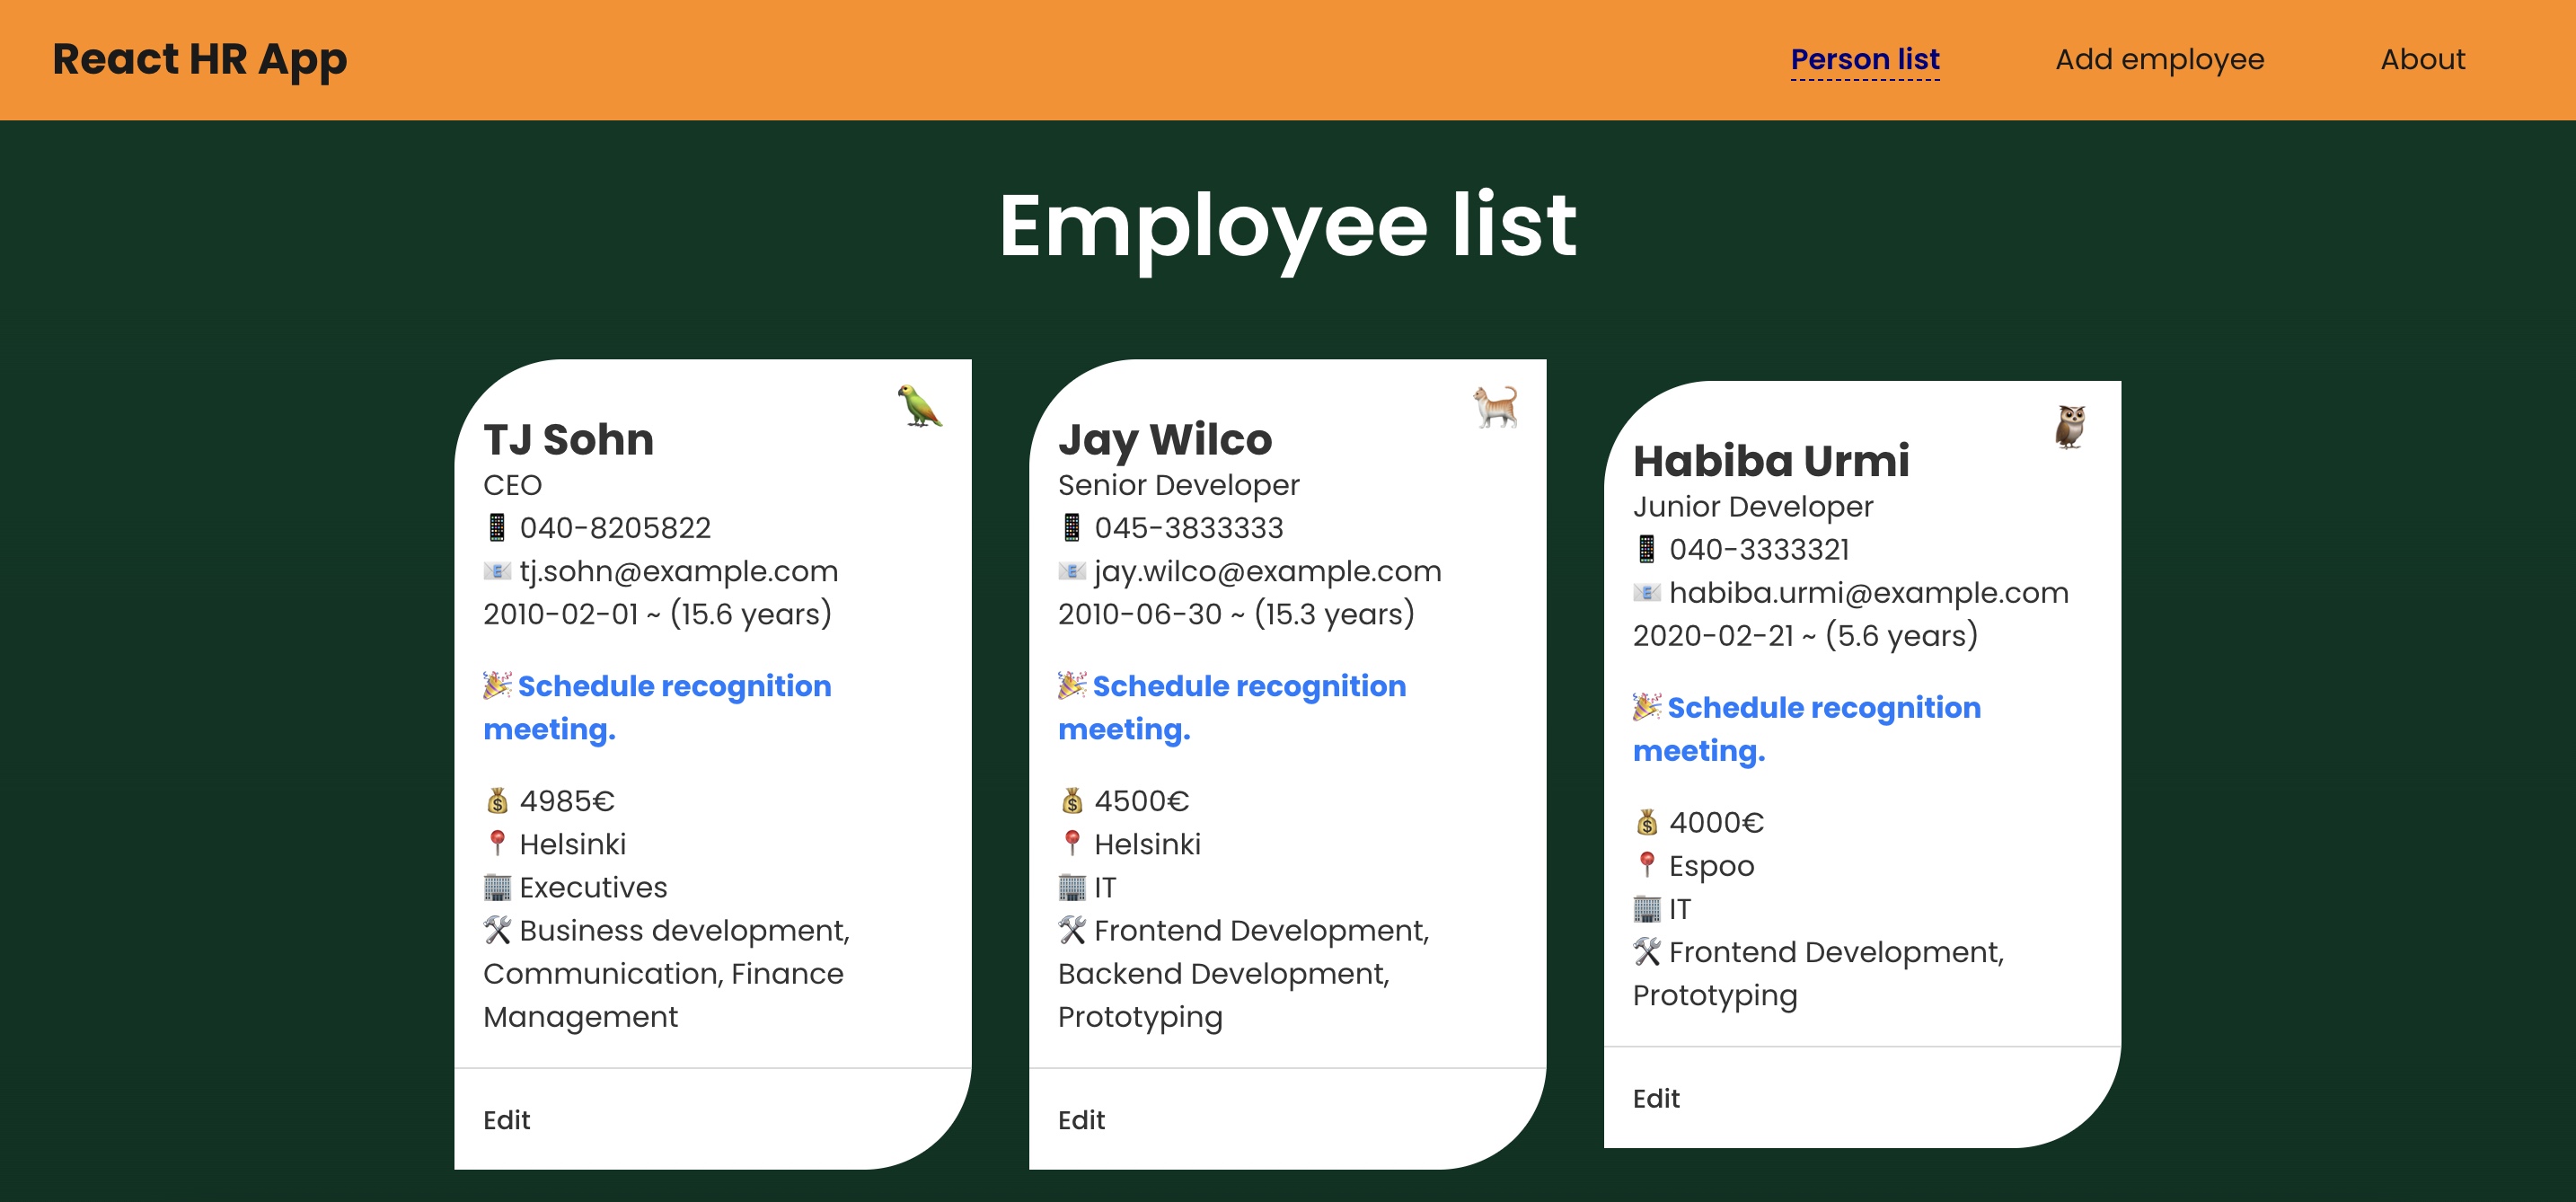 React HR App
Person list
Add employee
About
Employee list
TJ Sohn
CEO
040-8205822
tj.sohn@example.com
2010-02-01 ~ (15.6 years)
Schedule recognition
meeting.
4985€
Helsinki
Executives
Business development,
Communication, Finance
Management
Edit
Jay Wilco
Senior Developer
045-3833333
jay.wilco@example.com
2010-06-30 ~ (15.3 years)
Schedule recognition
meeting.
4500€
Helsinki
IT
Frontend Development,
Backend Development,
Prototyping
Edit
Habiba Urmi
Junior Developer
040-3333321
habiba.urmi@example.com
2020-02-21 ~ (5.6 years)
Schedule recognition
meeting.
4000€
Espoo
IT
Frontend Development,
Prototyping
Edit